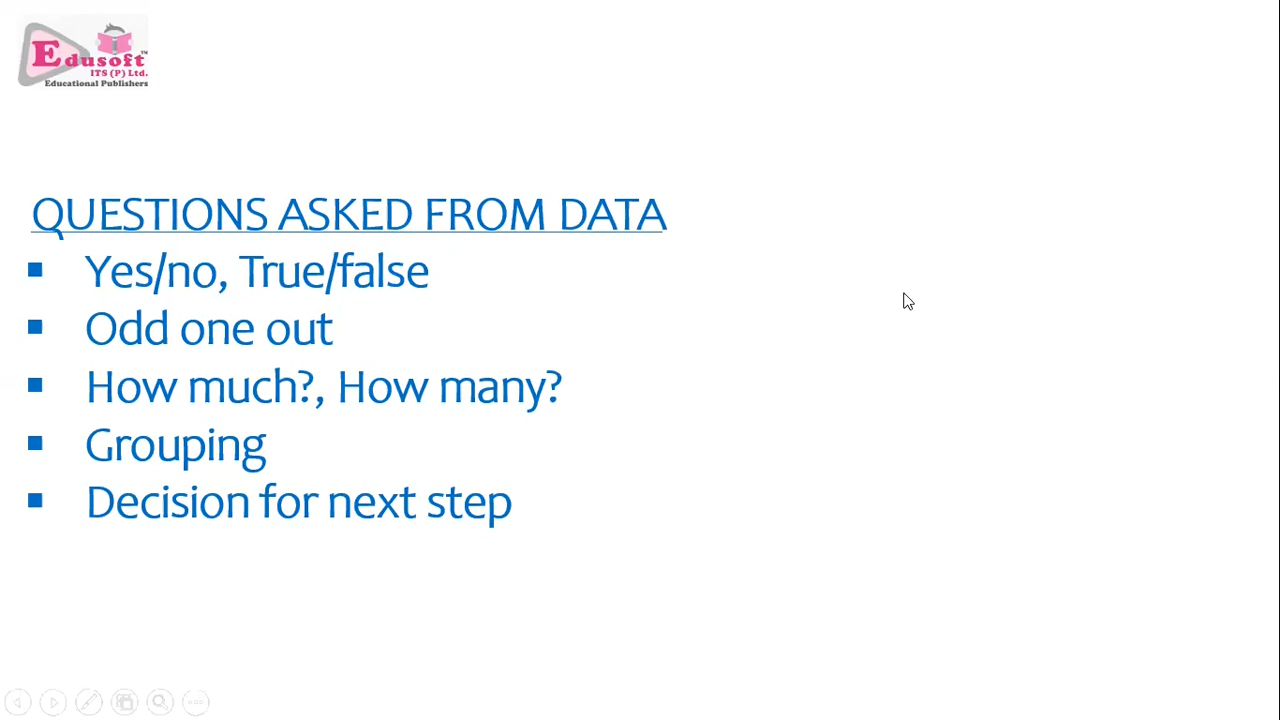 Edusoft™
ITS (P) Ltd.
Educational Publishers
QUESTIONS ASKED FROM DATA
▪ Yes/no, True/false
▪ Odd one out
▪ How much?, How many?
▪ Grouping
▪ Decision for next step